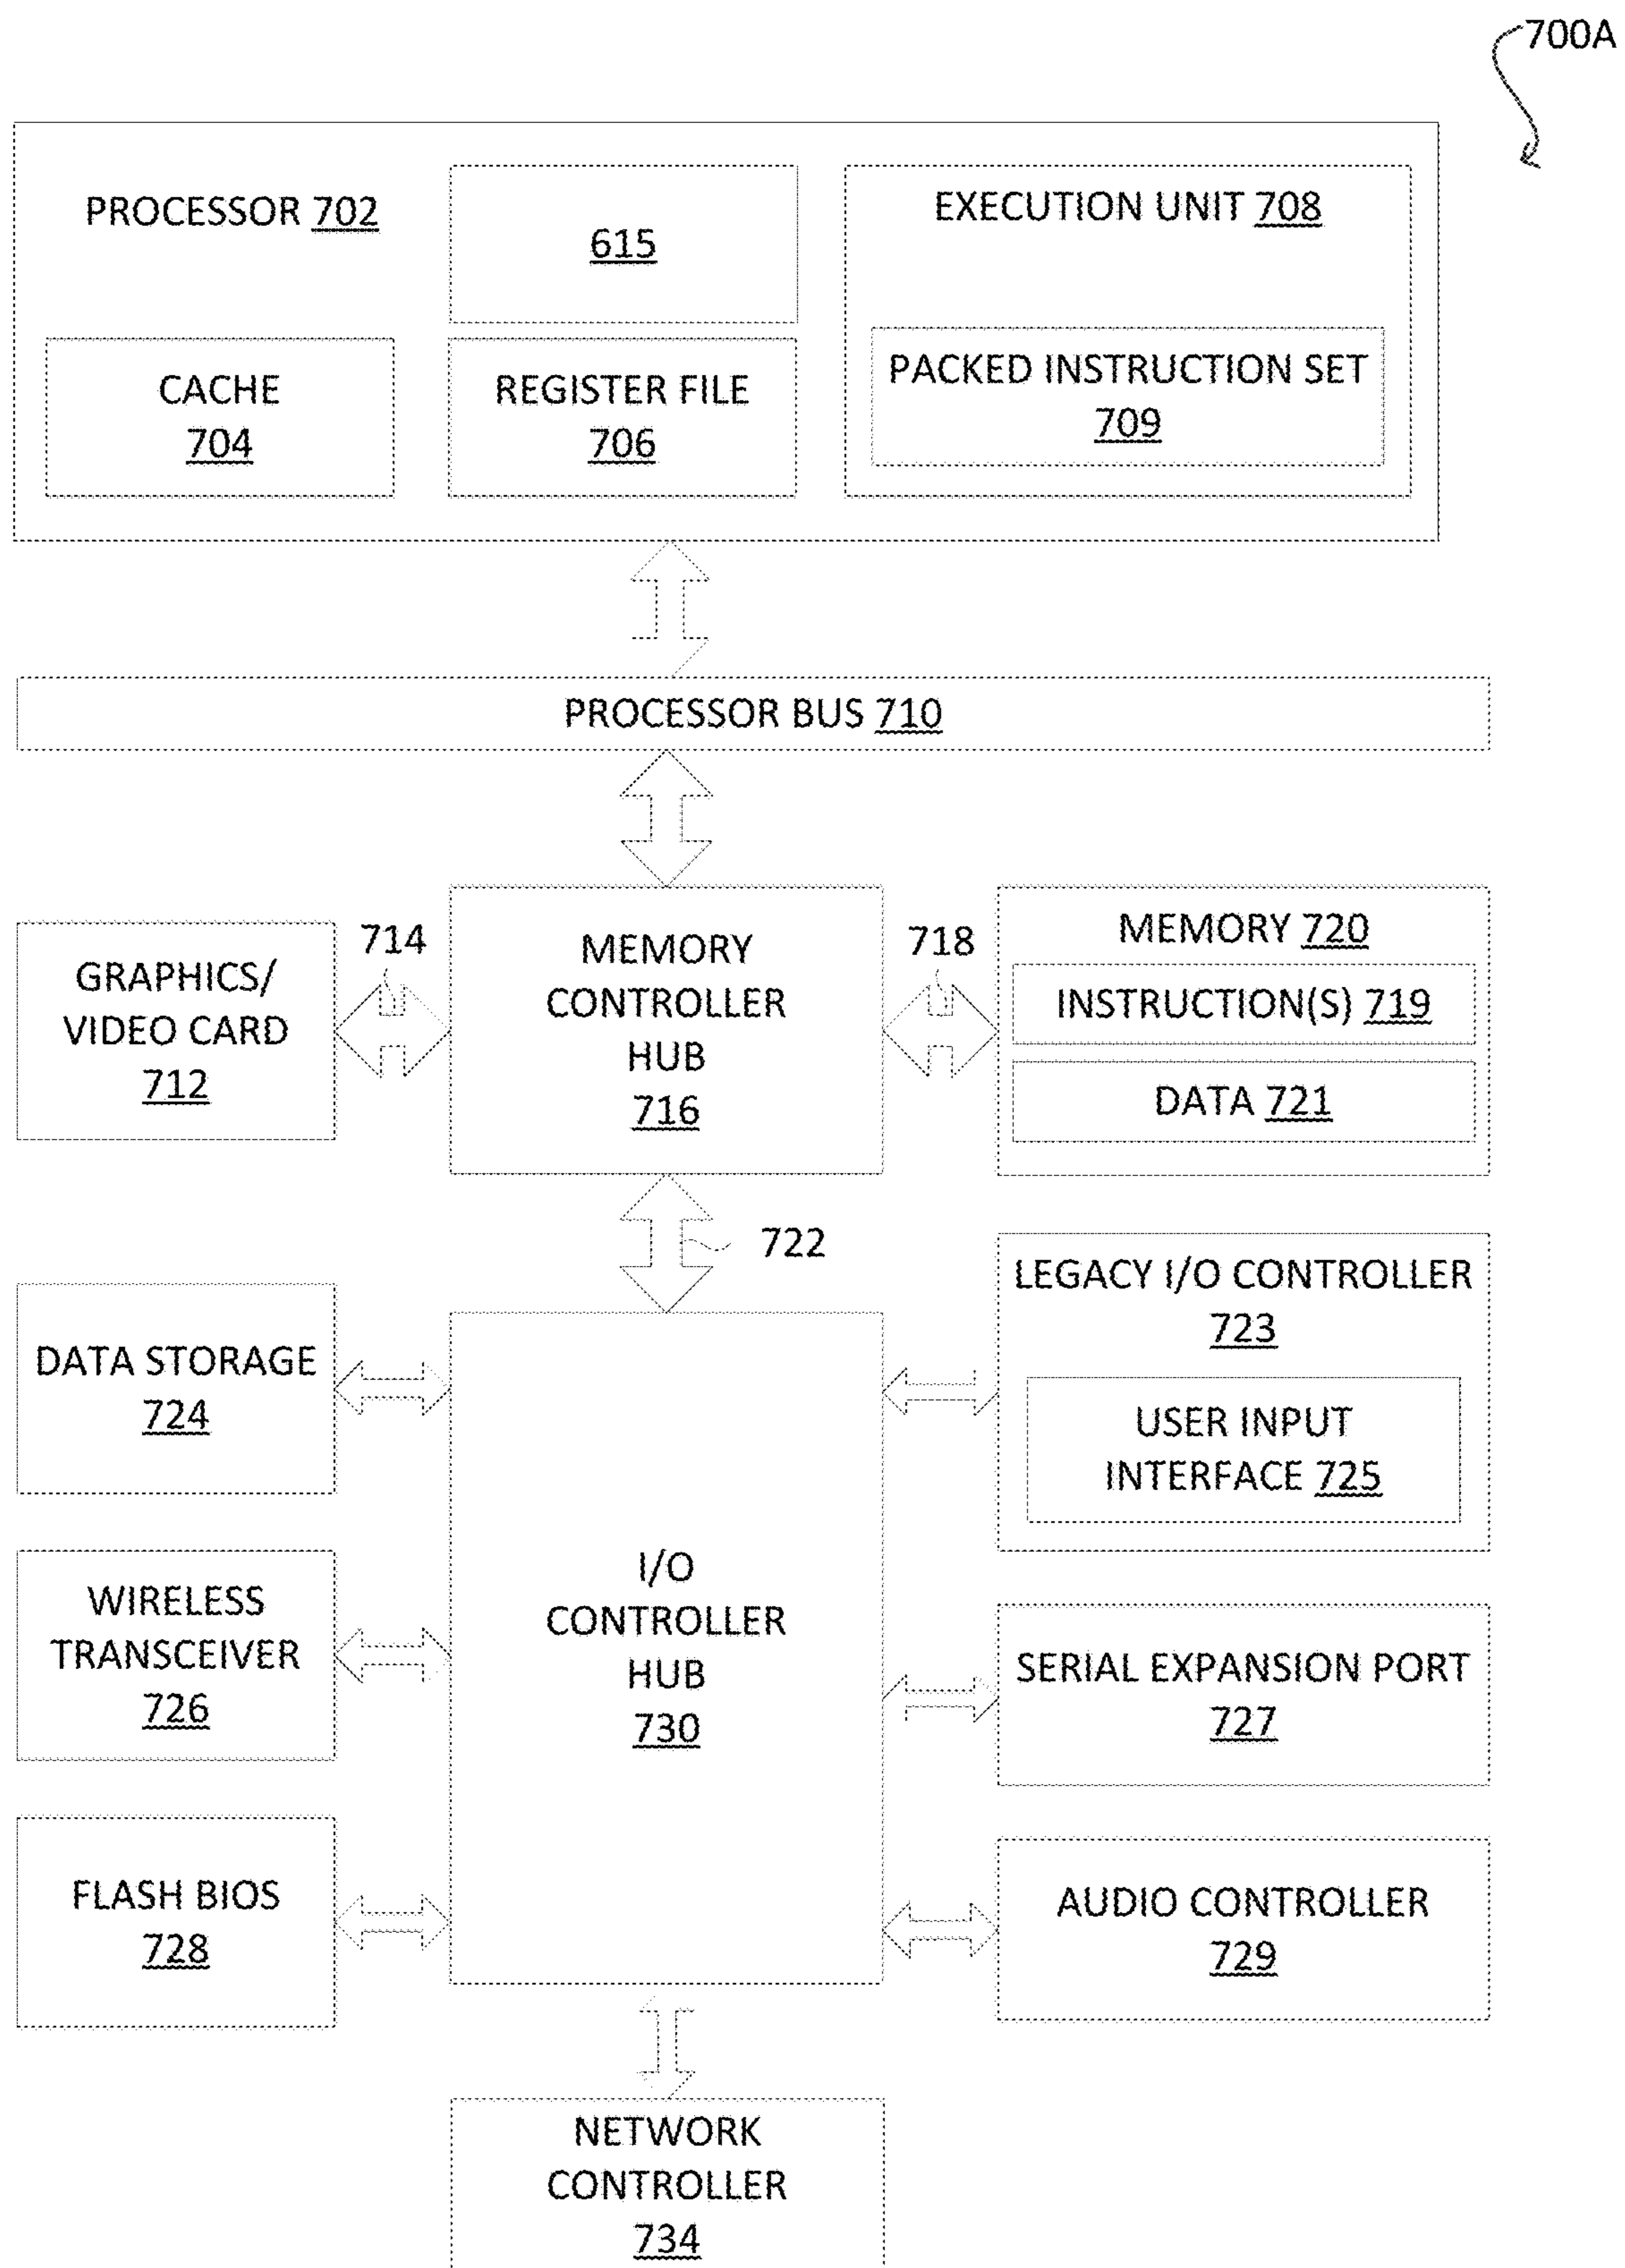 700A
PROCESSOR 702
615
EXECUTION UNIT 708
CACHE
704
REGISTER FILE
706
PACKED INSTRUCTION SET
709
PROCESSOR BUS 710
GRAPHICS/
VIDEO CARD
712
714
MEMORY
CONTROLLER
HUB
716
718
MEMORY 720
INSTRUCTION(S) 719
DATA 721
722
DATA STORAGE
724
LEGACY I/O CONTROLLER
723
USER INPUT
INTERFACE 725
WIRELESS
TRANSCEIVER
726
I/O
CONTROLLER
HUB
730
SERIAL EXPANSION PORT
727
FLASH BIOS
728
AUDIO CONTROLLER
729
NETWORK
CONTROLLER
734